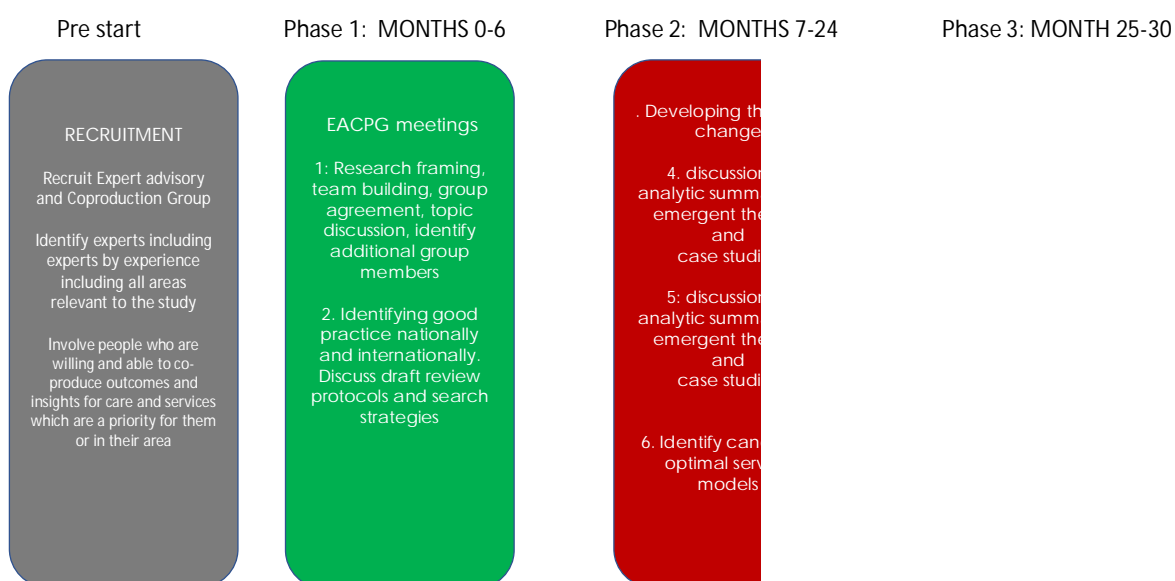 Pre start
Phase 1: MONTHS 0-6
Phase 2: MONTHS 7-24
Phase 3: MONTH 25-30
RECRUITMENT
Recruit Expert advisory
and Coproduction Group
Identify experts including
experts by experience
including all areas
relevant to the study
Involve people who are
willing and able to co-
produce outcomes and
insights for care and services
which are a priority for them
or in their area
EACPG meetings
1: Research framing,
team building, group
agreement, topic
discussion, identify
additional group
members
2. Identifying good
practice nationally
and internationally.
Discuss draft review
protocols and search
strategies
. Developing
change
4. discussion
analytic
emergent
and
case
5: discussion
analytic
emergent
and
case
6. Identify
optimal
models